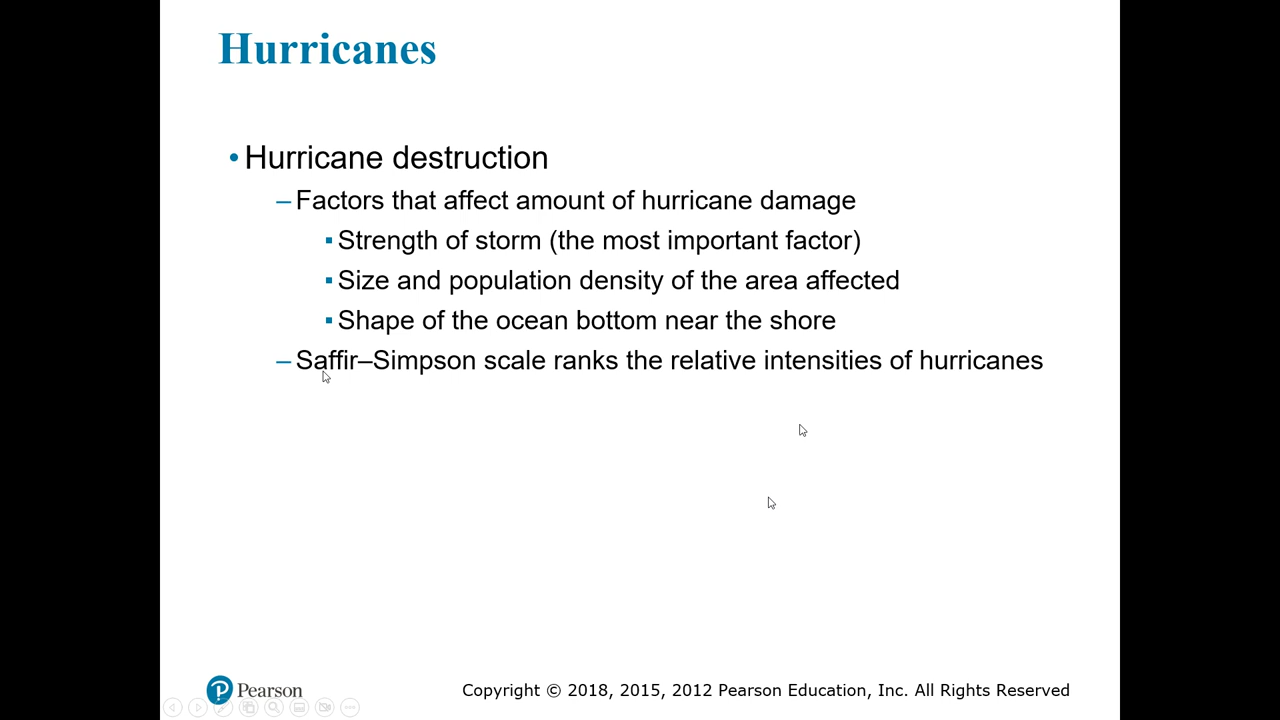 Hurricanes
• Hurricane destruction
– Factors that affect amount of hurricane damage
▪ Strength of storm (the most important factor)
▪ Size and population density of the area affected
▪ Shape of the ocean bottom near the shore
– Saffir–Simpson scale ranks the relative intensities of hurricanes
Pearson
Copyright © 2018, 2015, 2012 Pearson Education, Inc. All Rights Reserved